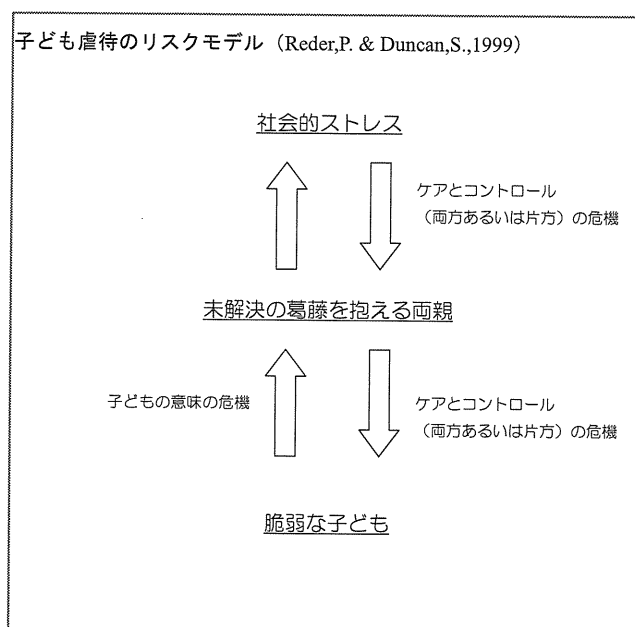 子ども虐待のリスクモデル（Reder,P. & Duncan,S.,1999）
社会的ストレス
ケアとコントロール
（両方あるいは片方）の危機
未解決の葛藤を抱える両親
子どもの意味の危機
ケアとコントロール
（両方あるいは片方）の危機
脆弱な子ども